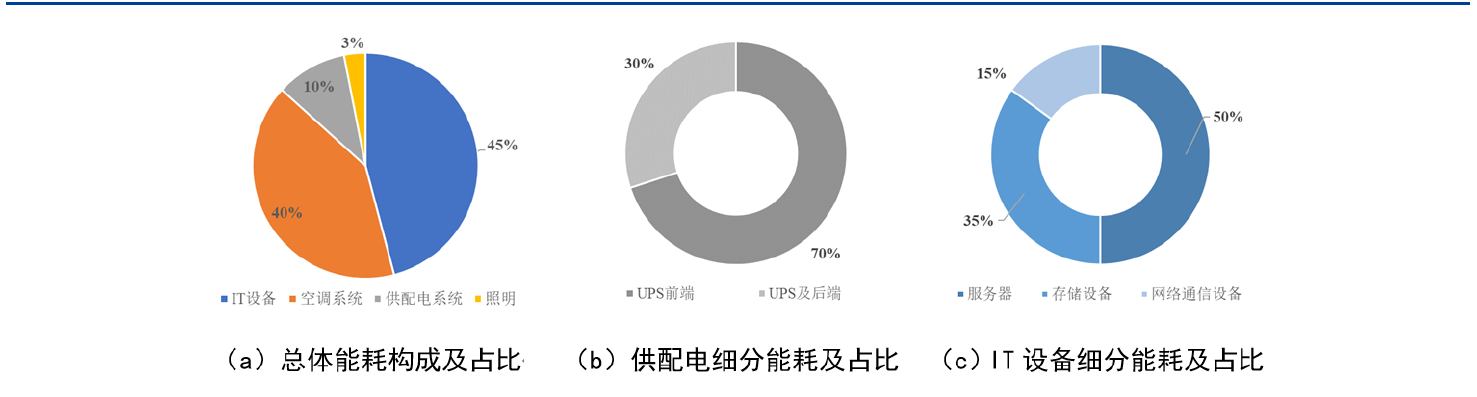 3%
10%
45%
40%
IT设备 空调系统 供配电系统 照明
(a) 总体能耗构成及占比
30%
70%
UPS前端 UPS及后端
(b) 供配电细分能耗及占比
15%
50%
35%
服务器 存储设备 网络通信设备
(c) IT 设备细分能耗及占比